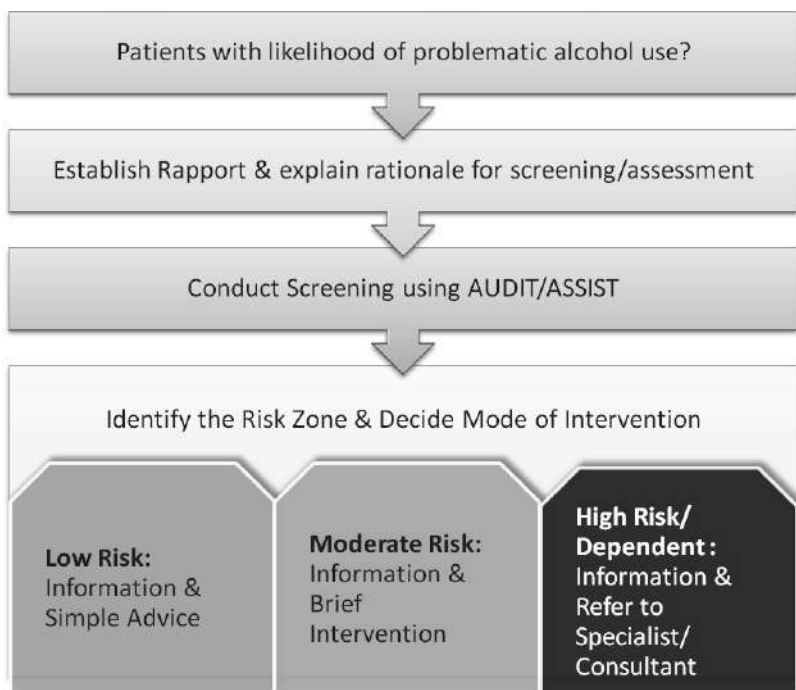 Patients with likelihood of problematic alcohol use?
Establish Rapport & explain rationale for screening/assessment
Conduct Screening using AUDIT/ASSIST
Identify the Risk Zone & Decide Mode of Intervention
Low Risk:
Information &
Simple Advice
Moderate Risk:
Information &
Brief
Intervention
High Risk/
Dependent :
Information &
Refer to
Specialist/
Consultant